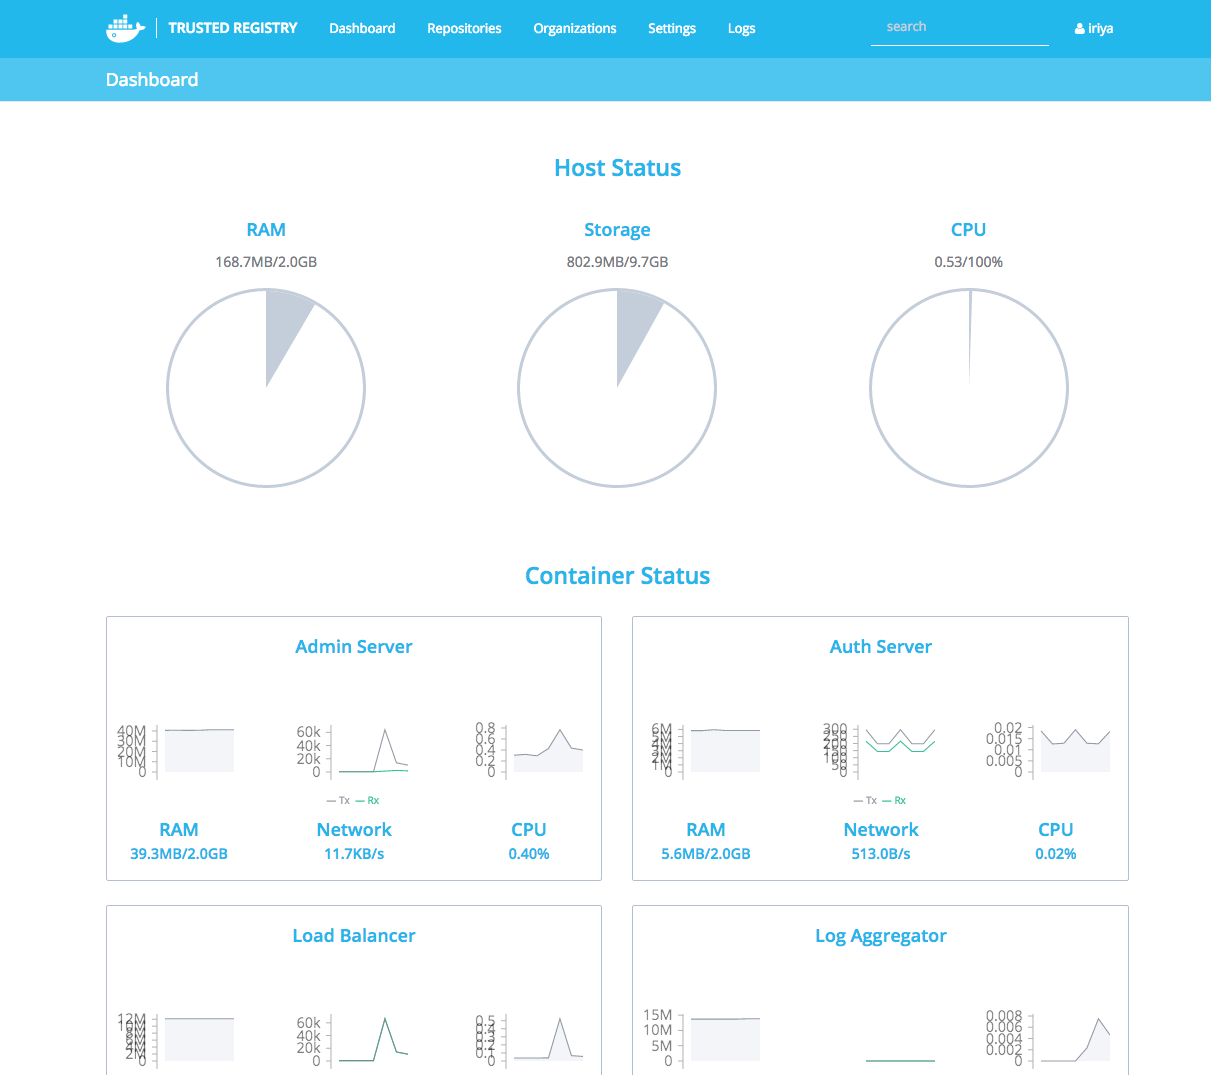 TRUSTED REGISTRY Dashboard Repositories Organizations Settings Logs search iriya
Dashboard
Host Status
RAM Storage CPU
168.7MB/2.0GB 802.9MB/9.7GB 0.53/100%
Container Status
Admin Server
40M
30M
20M
10M
0
60k
40k
20k
0
0.8
0.6
0.4
0.2
0
Tx Rx
RAM Network CPU
39.3MB/2.0GB 11.7KB/s 0.40%
Auth Server
6M
5M
4M
3M
2M
1M
0
300
250
200
150
100
50
0
0.02
0.015
0.01
0.005
0
Tx Rx
RAM Network CPU
5.6MB/2.0GB 513.0B/s 0.02%
Load Balancer
12M
10M
8M
6M
4M
2M
0
60k
40k
20k
0
0.5
0.4
0.3
0.2
0.1
0
Log Aggregator
15M
10M
5M
0
0.008
0.006
0.004
0.002
0